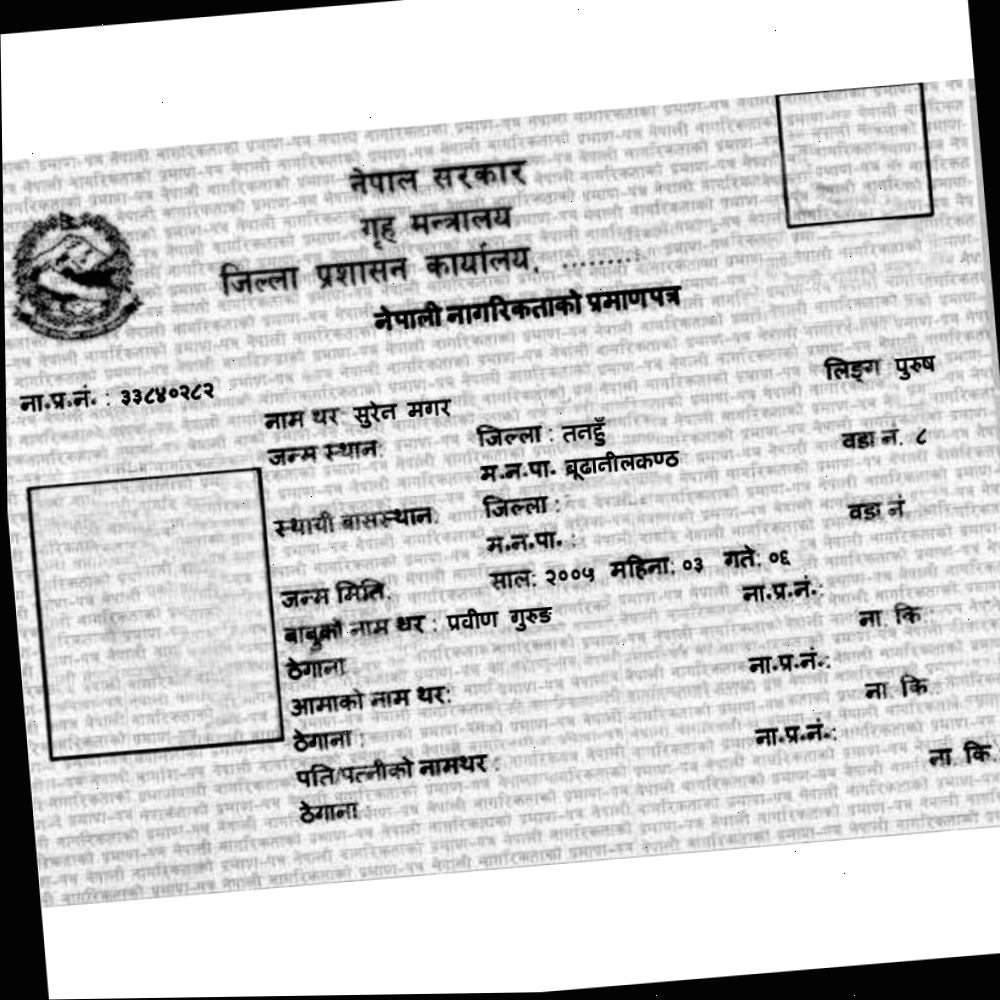 नेपाल सरकार
गृह मन्त्रालय
जिल्ला प्रशासन कार्यालय, ........:
नेपाली नागरिकताको प्रमाणपत्र
लिङ्ग पुरुष
ना.प्र.नं. : ३३८४०२८२
नाम थर सुरेन मगर
जन्म स्थान: जिल्ला : तनहुँ वडा नं. ८
म.न.पा. बूढानीलकण्ठ
स्थायी बासस्थान: जिल्ला : वडा नं.
म.न.पा. :
जन्म मिति: साल: २००५ महिना: ०३ गते: ०६
बाबुको नाम थर : प्रवीण गुरुङ ना.प्र.नं.:
ठेगाना ना. कि.:
आमाको नाम थर: ना.प्र.नं.:
ठेगाना : ना. कि.:
पति/पत्नीको नामथर : ना.प्र.नं.:
ठेगाना : ना. कि.